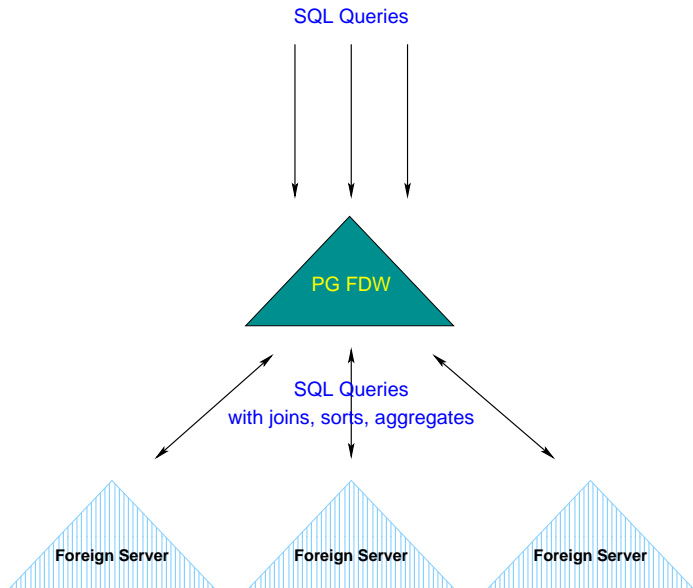 SQL Queries
PG FDW
SQL Queries
with joins, sorts, aggregates
Foreign Server
Foreign Server
Foreign Server